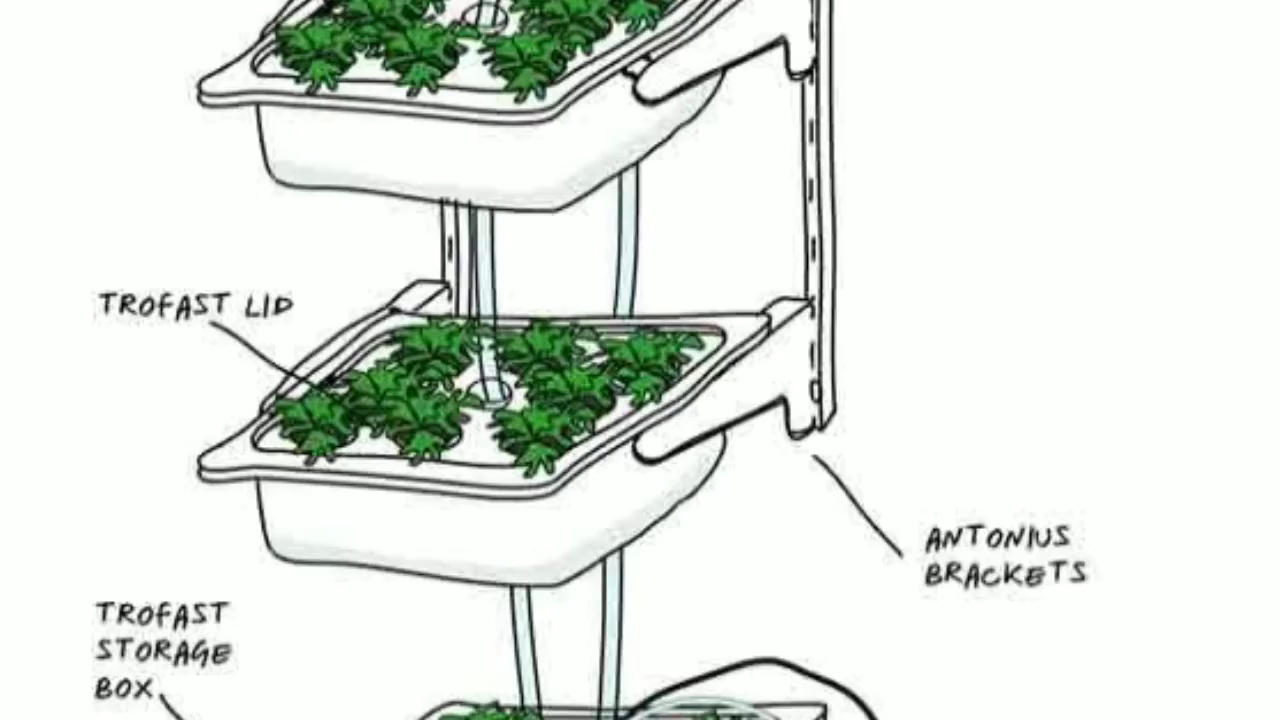 TROFAST LID
ANTONIUS
BRACKETS
TROFAST
STORAGE
BOX